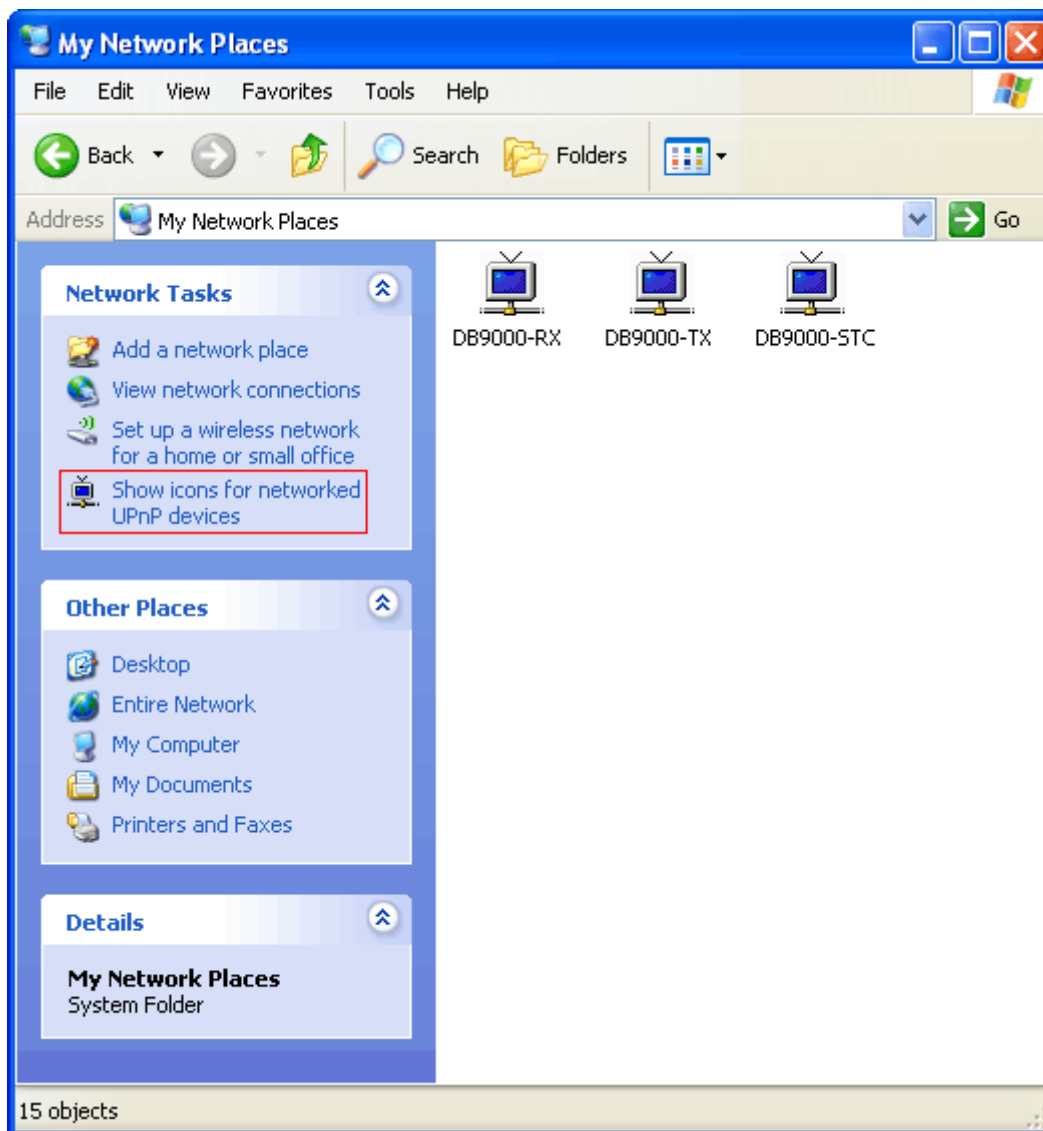 My Network Places
File Edit View Favorites Tools Help
Back Search Folders
Address My Network Places Go
Network Tasks
Add a network place
View network connections
Set up a wireless network
for a home or small office
Show icons for networked
UPnP devices
Other Places
Desktop
Entire Network
My Computer
My Documents
Printers and Faxes
Details
My Network Places
System Folder
DB9000-RX DB9000-TX DB9000-STC
15 objects